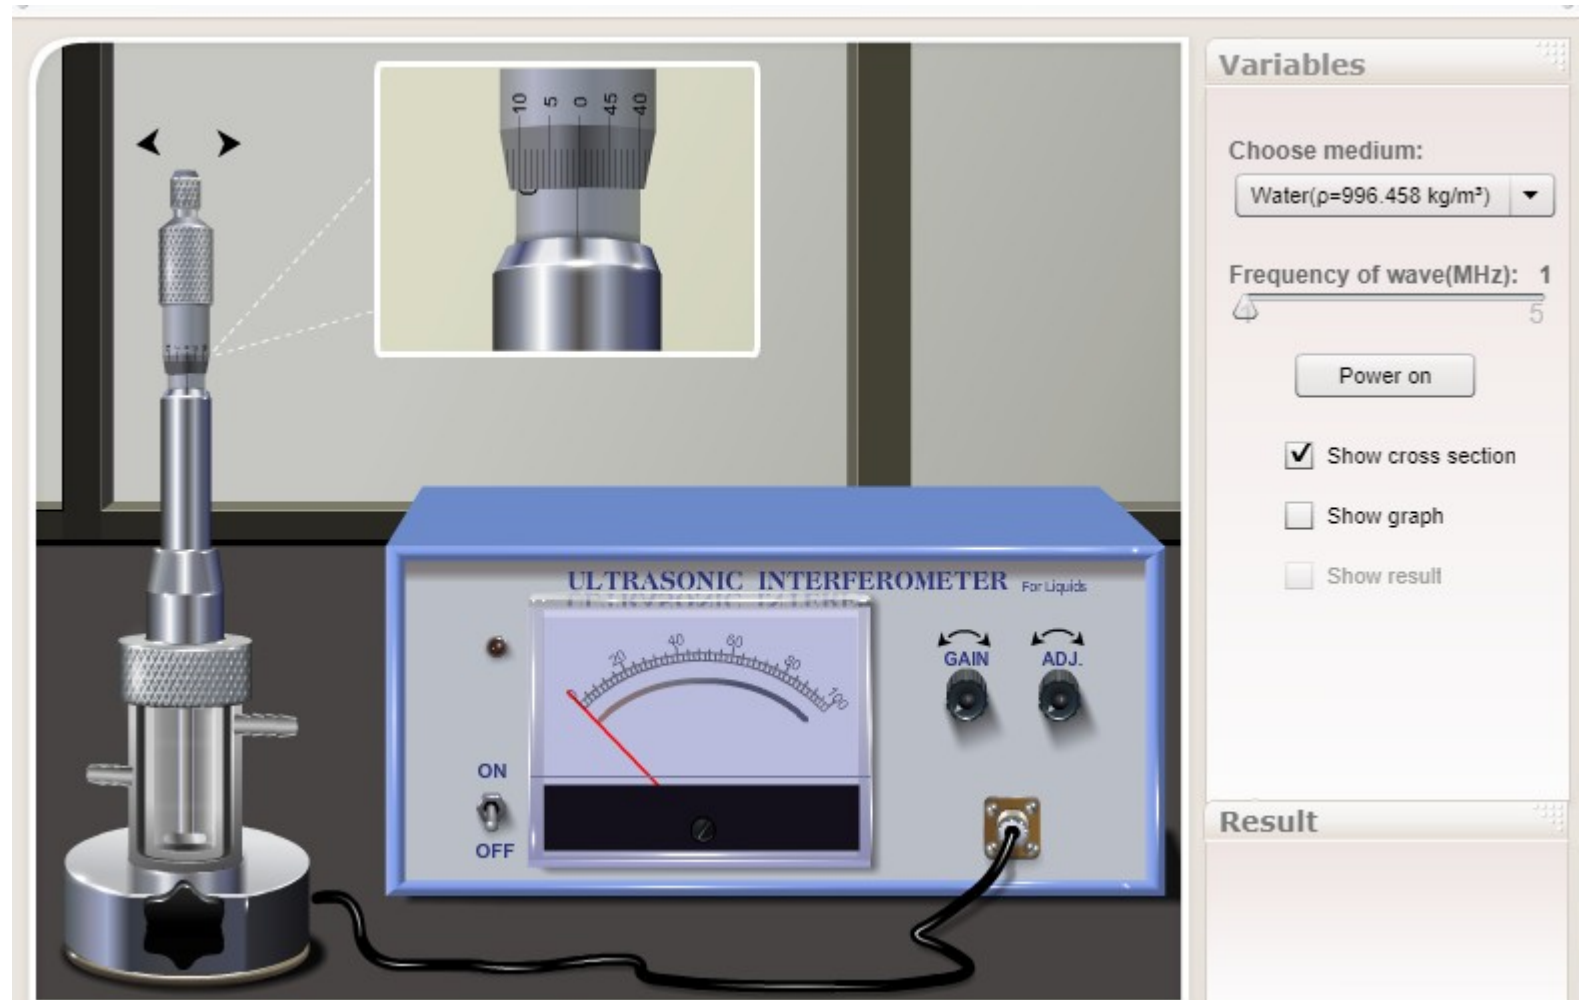 10 5 0 45 40
ULTRASONIC INTERFEROMETER For Liquids
0 20 40 60 80 100
GAIN ADJ.
ON
OFF
Variables
Choose medium:
Water(ρ=996.458 kg/m³)
Frequency of wave(MHz): 1
1 5
Power on
Show cross section
Show graph
Show result
Result